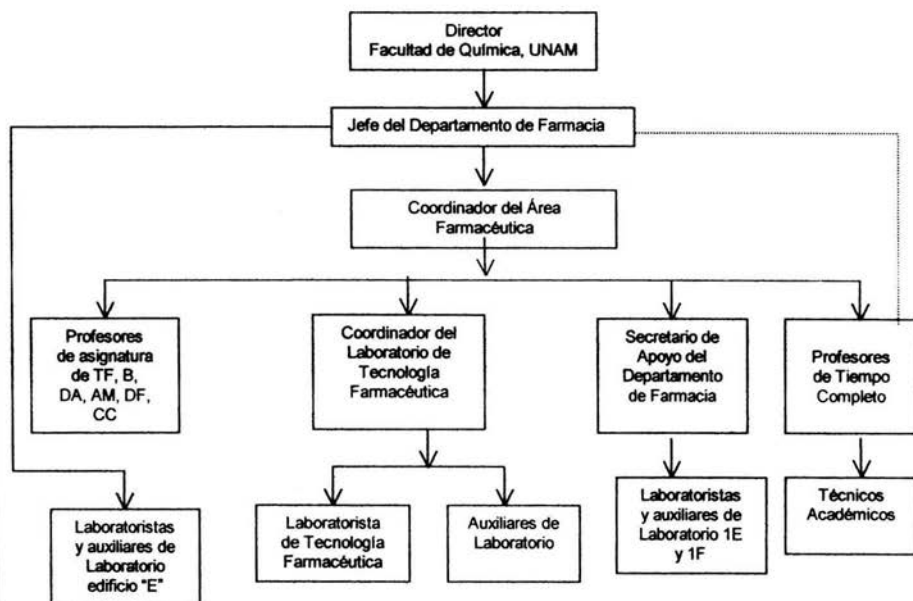 Director
Facultad de Química, UNAM
Jefe del Departamento de Farmacia
Coordinador del Área
Farmacéutica
Profesores
de asignatura
de TF, B,
DA, AM, DF,
CC
Coordinador del
Laboratorio de
Tecnología
Farmacéutica
Secretario de
Apoyo del
Departamento
de Farmacia
Profesores
de Tiempo
Completo
Laboratoristas
y auxiliares de
Laboratorio
edificio "E"
Laboratorista
de Tecnología
Farmacéutica
Auxiliares de
Laboratorio
Laboratoristas
y auxiliares de
Laboratorio 1E
y 1F
Técnicos
Académicos